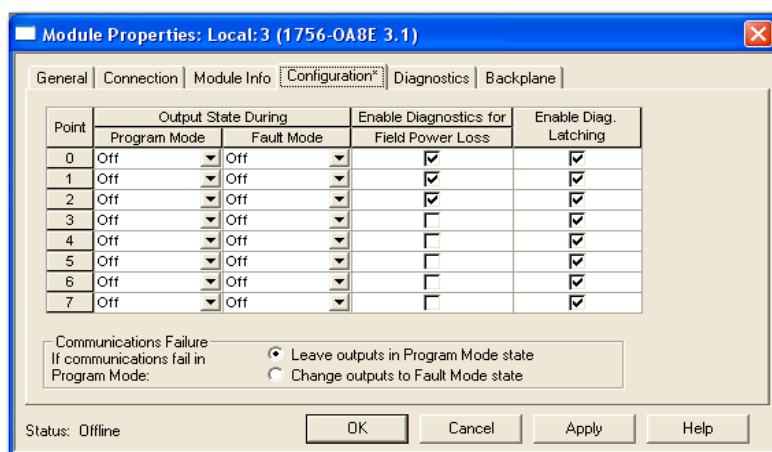 Module Properties: Local:3 (1756-OA8E 3.1)
General Connection Module Info Configuration* Diagnostics Backplane
Point Output State During Enable Diagnostics for Enable Diag. Latching
Program Mode Fault Mode Field Power Loss
0 Off Off
1 Off Off
2 Off Off
3 Off Off
4 Off Off
5 Off Off
6 Off Off
7 Off Off
Communications Failure
If communications fail in Program Mode:
Leave outputs in Program Mode state
Change outputs to Fault Mode state
Status: Offline
OK Cancel Apply Help